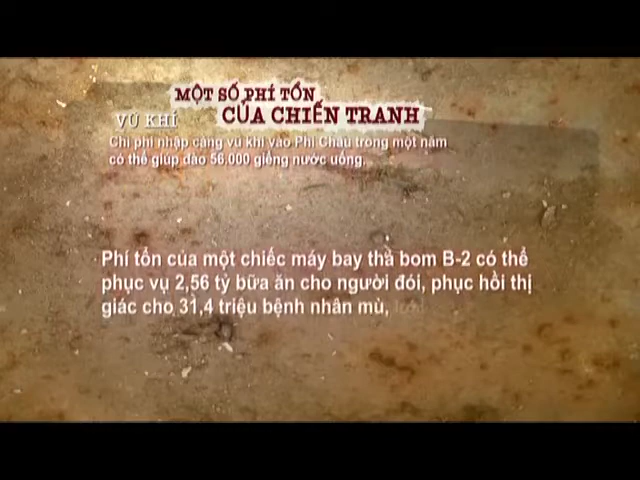 MỘT SỐ PHÍ TỔN
CỦA CHIẾN TRANH
VŨ KHÍ
Chi phí nhập cảng vũ khí vào Phi Châu trong một năm
có thể giúp đào 56.000 giếng nước uống.
Phí tổn của một chiếc máy bay thả bom B-2 có thể
phục vụ 2,56 tỷ bữa ăn cho người đói, phục hồi thị
giác cho 31,4 triệu bệnh nhân mù,